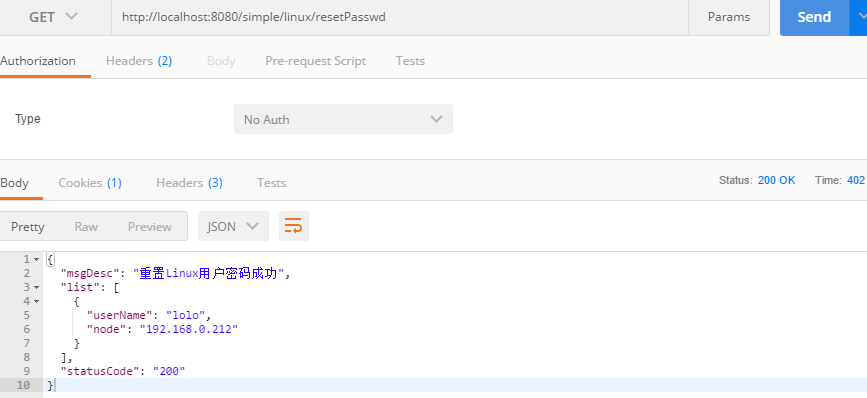 GET http://localhost:8080/simple/linux/resetPasswd Params Send
Authorization Headers (2) Body Pre-request Script Tests
Type No Auth
Body Cookies (1) Headers (3) Tests Status: 200 OK Time: 402
Pretty Raw Preview JSON
1 {
2 "msgDesc": "重置Linux用户密码成功",
3 "list": [
4 {
5 "userName": "lolo",
6 "node": "192.168.0.212"
7 }
8 ],
9 "statusCode": "200"
10 }